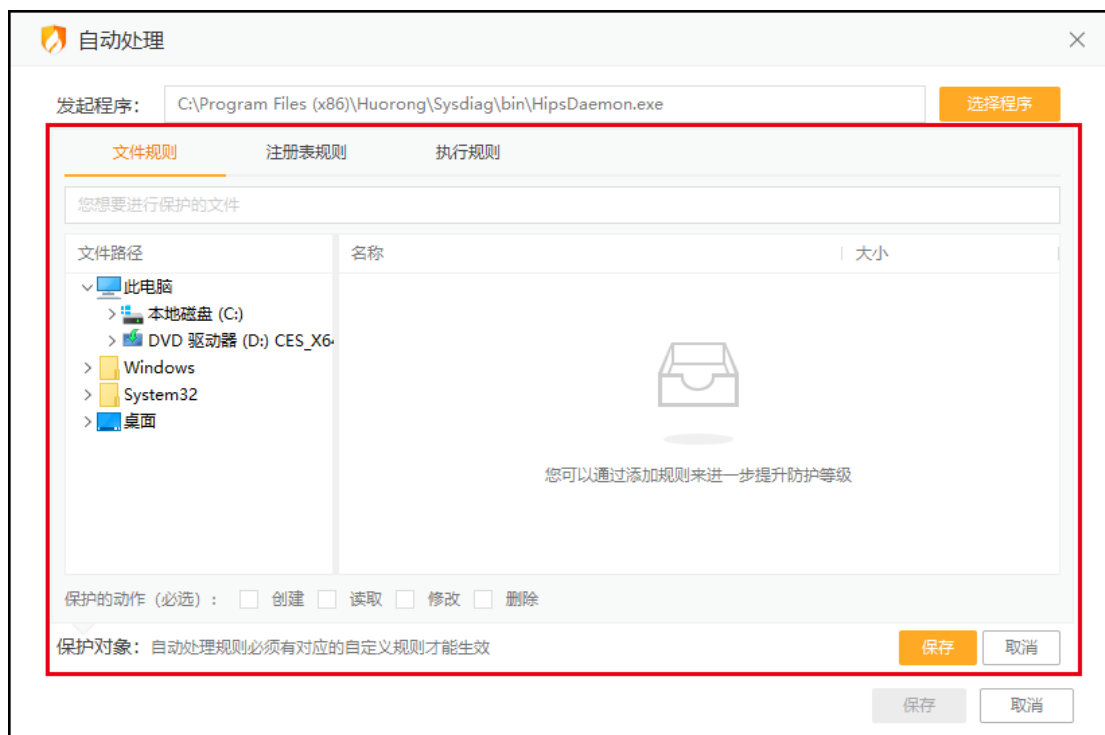 自动处理
发起程序： C:\Program Files (x86)\Huorong\Sysdiag\bin\HipsDaemon.exe 选择程序
文件规则 注册表规则 执行规则
您想要进行保护的文件
文件路径 名称 大小
此电脑
本地磁盘 (C:)
DVD 驱动器 (D:) CES_X64
Windows
System32
桌面
您可以通过添加规则来进一步提升防护等级
保护的动作（必选）： 创建 读取 修改 删除
保护对象： 自动处理规则必须有对应的自定义规则才能生效 保存 取消
保存 取消